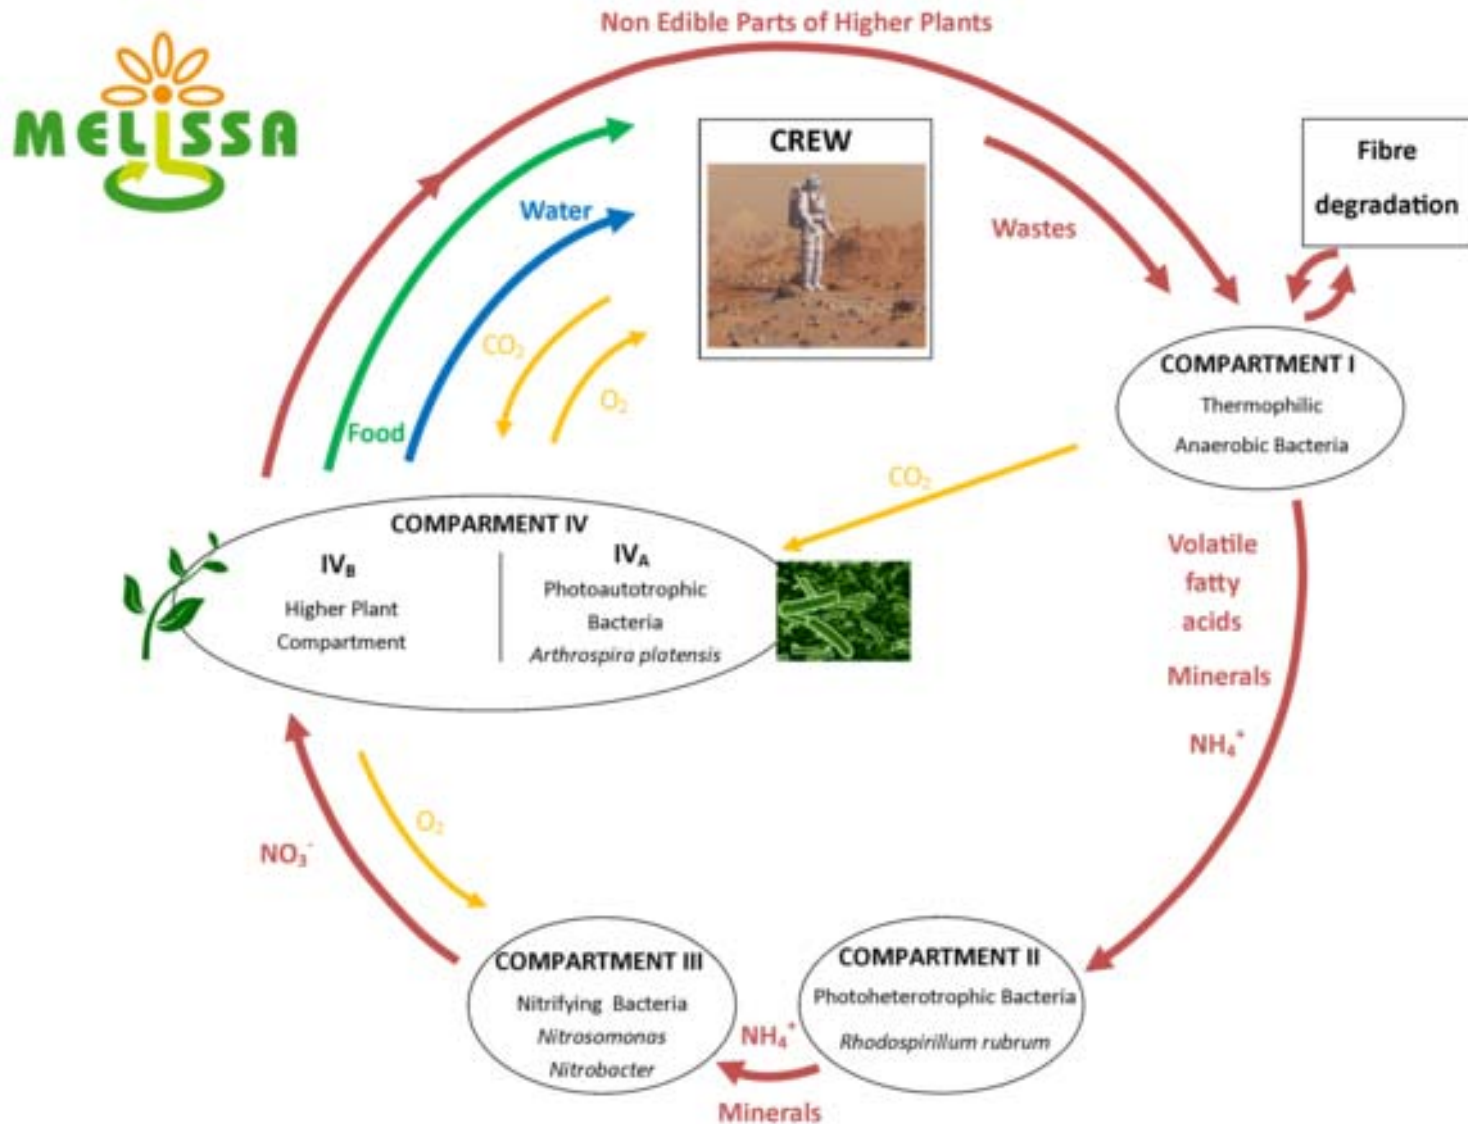 Non Edible Parts of Higher Plants
MELiSSA
CREW
Fibre
degradation
Water
Wastes
CO₂
O₂
Food
COMPARTMENT I
Thermophilic
Anaerobic Bacteria
CO₂
COMPARMENT IV
IV_B
Higher Plant
Compartment
IV_A
Photoautotrophic
Bacteria
Arthrospira platensis
Volatile
fatty
acids
Minerals
NH₄⁺
O₂
NO₃⁻
COMPARTMENT III
Nitrifying Bacteria
Nitrosomonas
Nitrobacter
COMPARTMENT II
Photoheterotrophic Bacteria
Rhodospirillum rubrum
NH₄⁺
Minerals